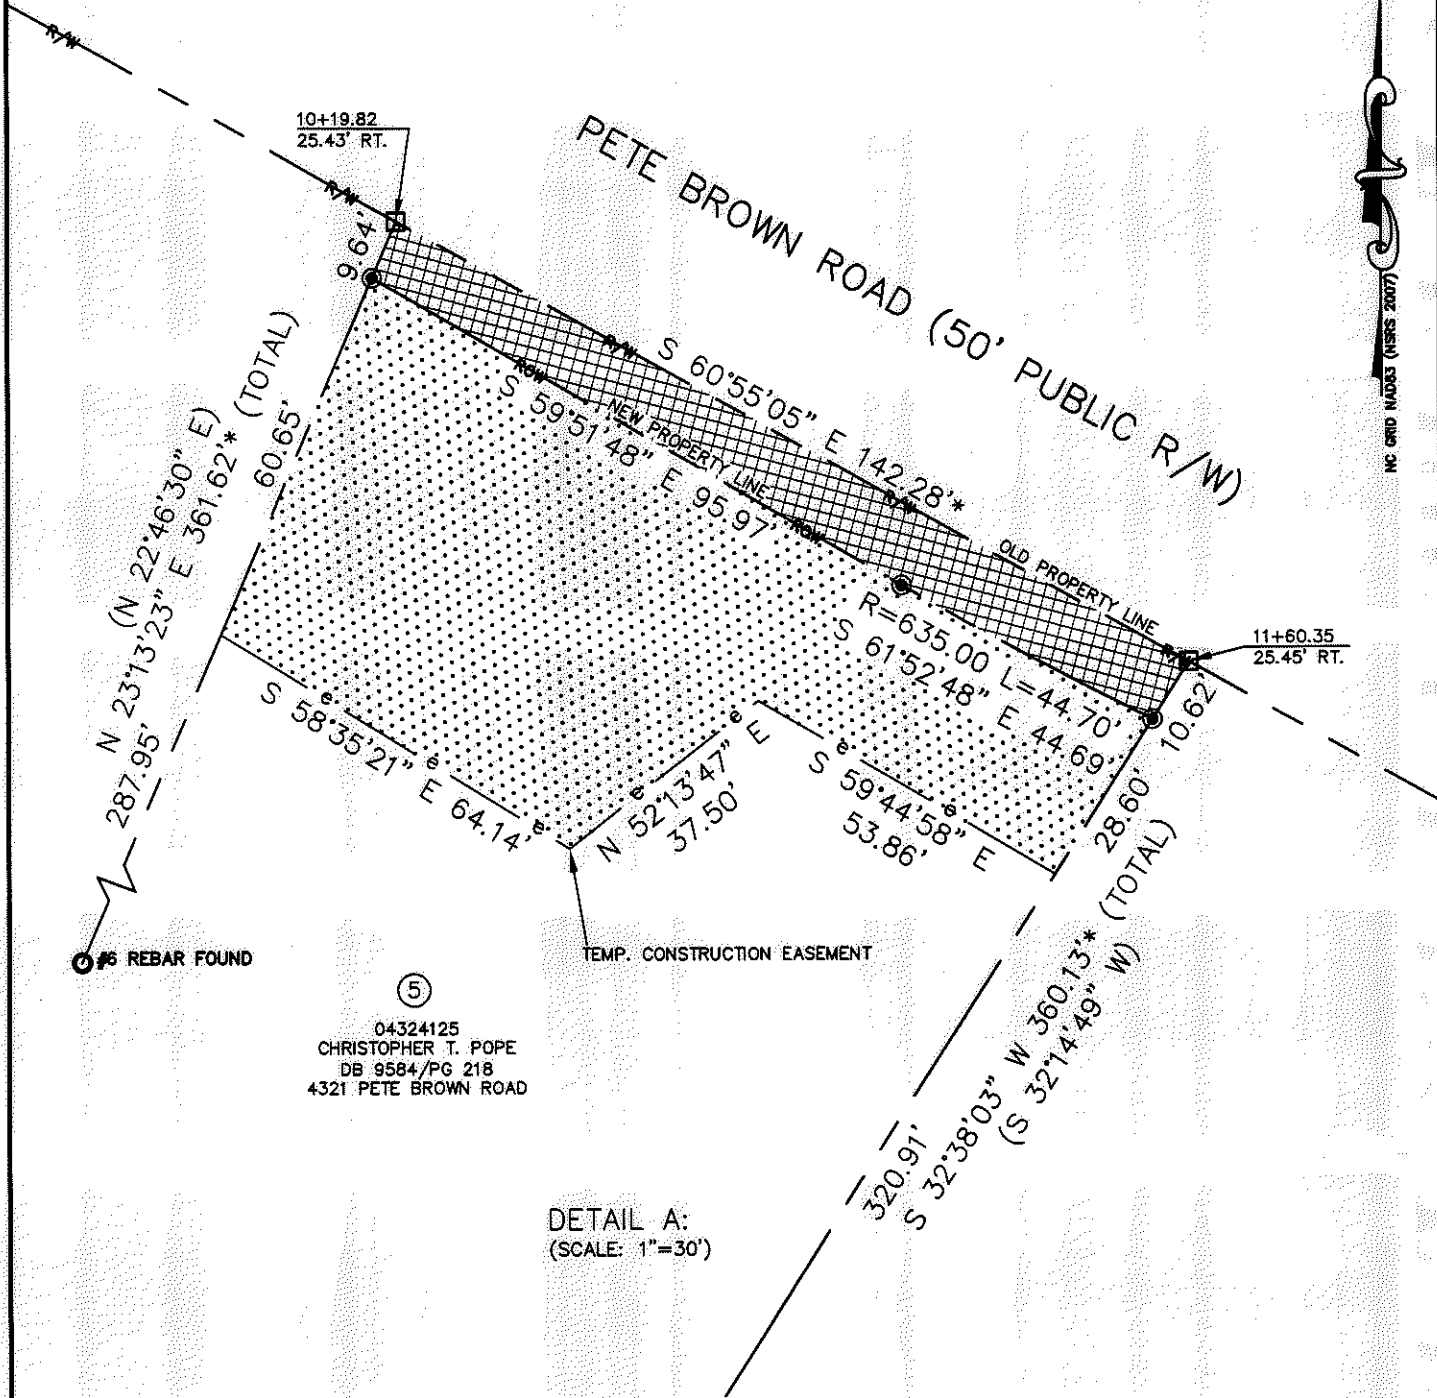 R/W
10+19.82
25.43' RT.
PETE BROWN ROAD (50' PUBLIC R/W)
NC GRID NAD83 (NSRS 2007)
R/W
9.64'
R/W
S 60°55'05" E 142.28'*
R/W
ROW
NEW PROPERTY LINE
ROW
S 59°51'48" E 95.97'
OLD PROPERTY LINE
R/W
11+60.35
25.45' RT.
(N 22°46'30" E)
N 23°13'23" E 361.62'* (TOTAL)
60.65'
287.95'
R=635.00 L=44.70'
S 61°52'48" E 44.69'
10.62'
28.60'
e
e
e
S 58°35'21" E 64.14'
e
e
N 52°13'47" E
37.50'
e
e
S 59°44'58" E
53.86'
S 32°38'03" W 360.13'* (TOTAL)
(S 32°14'49" W)
320.91'
#6 REBAR FOUND
TEMP. CONSTRUCTION EASEMENT
5
04324125
CHRISTOPHER T. POPE
DB 9584/PG 218
4321 PETE BROWN ROAD
DETAIL A:
(SCALE: 1"=30')